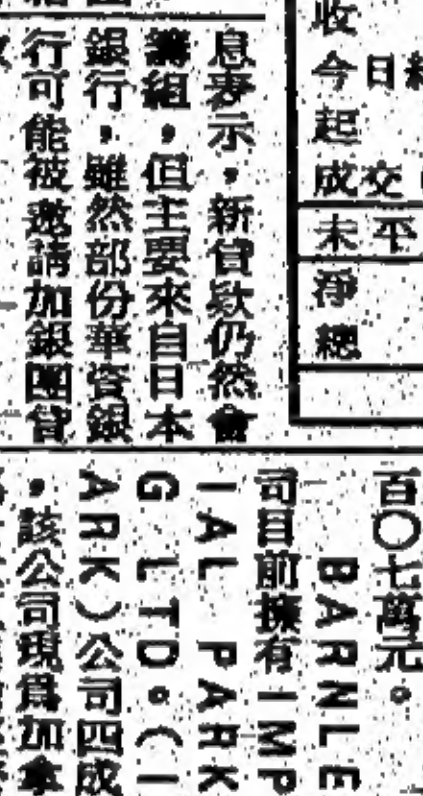 收
今日
起
成交
未平
淨
總
息表示，新貸款仍然會
籌組，但主要來自日本
銀行，雖然部份華資銀
行可能被邀請加銀團貸
百〇七萬元。
BARNLE
司目前擁有IMP
IAL PARK
G LTD。（I
ARK）公司四成
，該公司現爲加拿